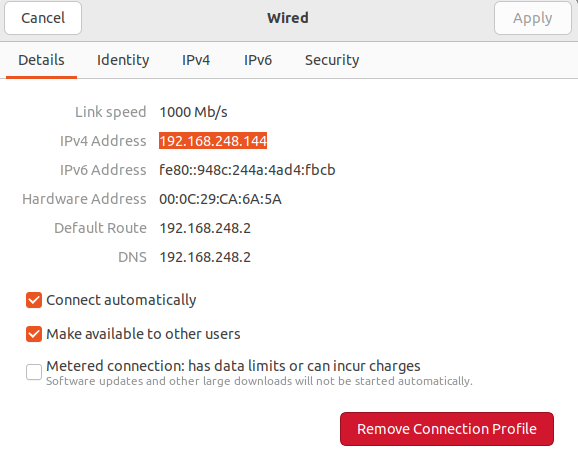 Cancel Wired Apply
Details Identity IPv4 IPv6 Security
Link speed 1000 Mb/s
IPv4 Address 192.168.248.144
IPv6 Address fe80::948c:244a:4ad4:fbcb
Hardware Address 00:0C:29:CA:6A:5A
Default Route 192.168.248.2
DNS 192.168.248.2
Connect automatically
Make available to other users
Metered connection: has data limits or can incur charges
Software updates and other large downloads will not be started automatically.
Remove Connection Profile